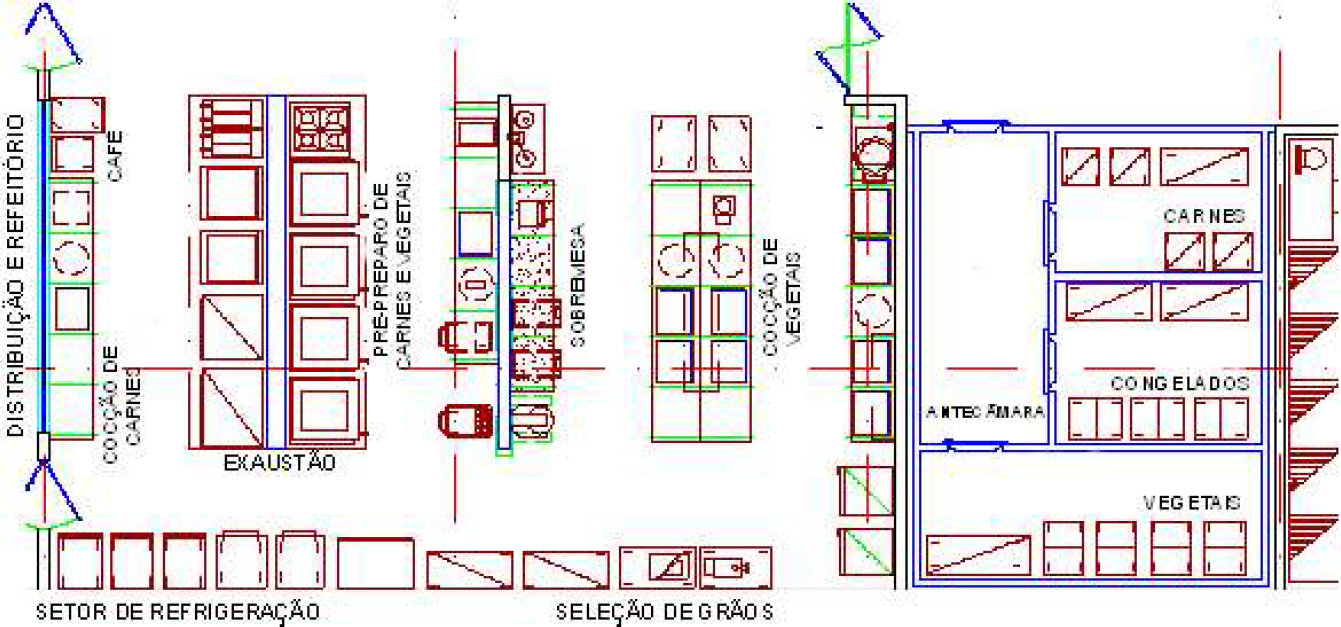 DISTRIBUIÇÃO E REFEITÓRIO
CAFÉ
COCÇÃO DE
CARNES
EXAUSTÃO
PRÉ-PREPARO DE
CARNES E VEGETAIS
SOBREMESA
COCÇÃO DE
VEGETAIS
CARNES
CONGELADOS
ANTECÂMARA
VEGETAIS
SETOR DE REFRIGERAÇÃO
SELEÇÃO DE GRÃOS